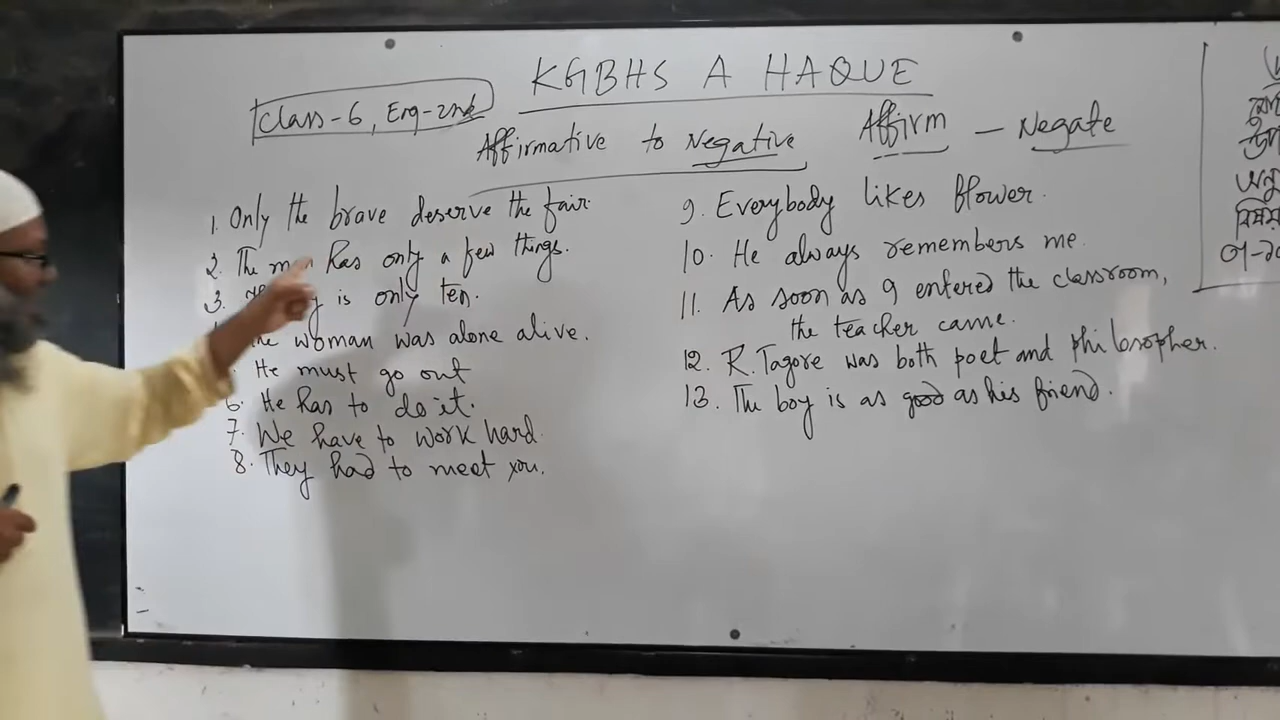 KGBHS A HAQUE
Class-6, Eng-2nd
Affirmative to Negative Affirm - Negate
1. Only the brave deserve the fair.
2. The man has only a few things.
3. is only ten.
woman was alone alive.
He must go out
6. He has to do it.
7. We have to work hard.
8. They had to meet you.
9. Everybody likes flower.
10. He always remembers me.
11. As soon as I entered the classroom,
the teacher came.
12. R. Tagore was both poet and philosopher.
13. The boy is as good as his friend.